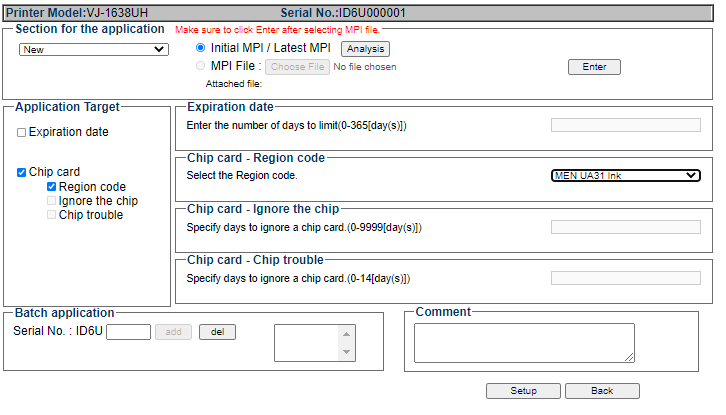 Printer Model:VJ-1638UH Serial No.:ID6U000001
Section for the application Make sure to click Enter after selecting MPI file.
New
Initial MPI / Latest MPI Analysis
MPI File : Choose File No file chosen Enter
Attached file:
Application Target
Expiration date
Chip card
Region code
Ignore the chip
Chip trouble
Expiration date
Enter the number of days to limit(0-365[day(s)])
Chip card - Region code
Select the Region code. MEN UA31 Ink
Chip card - Ignore the chip
Specify days to ignore a chip card.(0-9999[day(s)])
Chip card - Chip trouble
Specify days to ignore a chip card.(0-14[day(s)])
Batch application
Serial No. : ID6U add del
Comment
Setup Back